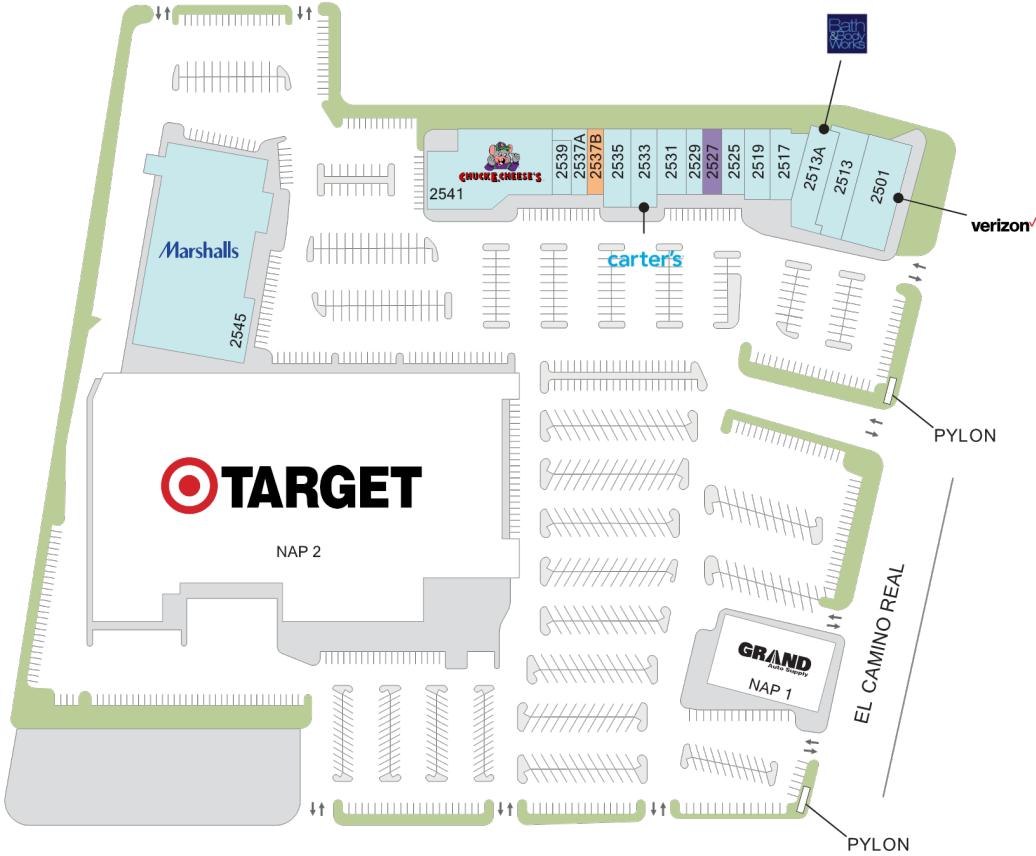 Bath
&Body
Works
2541
CHUCK E. CHEESE'S
2539
2537A
2537B
2535
2533
2531
2529
2527
2525
2519
2517
2513A
2513
2501
verizon
carter's
Marshalls
2545
PYLON
TARGET
NAP 2
EL CAMINO REAL
GRAND
Auto Supply
NAP 1
PYLON